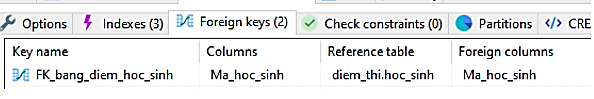 Options Indexes (3) Foreign keys (2) Check constraints (0) Partitions </> CRE
Key name Columns Reference table Foreign columns
FK_bang_diem_hoc_sinh Ma_hoc_sinh diem_thi.hoc_sinh Ma_hoc_sinh